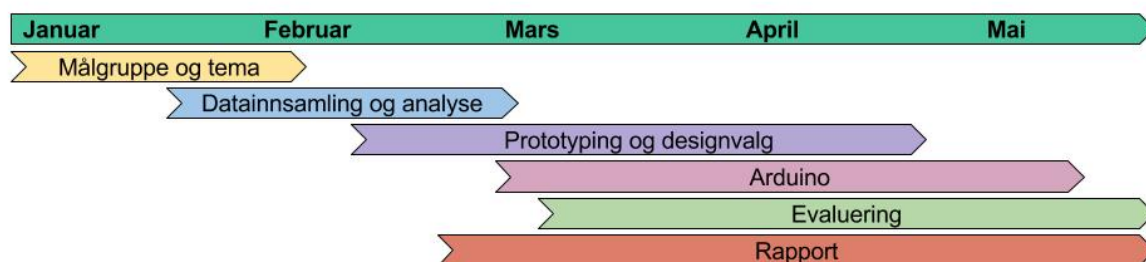 Januar Februar Mars April Mai
Målgruppe og tema
Datainnsamling og analyse
Prototyping og designvalg
Arduino
Evaluering
Rapport